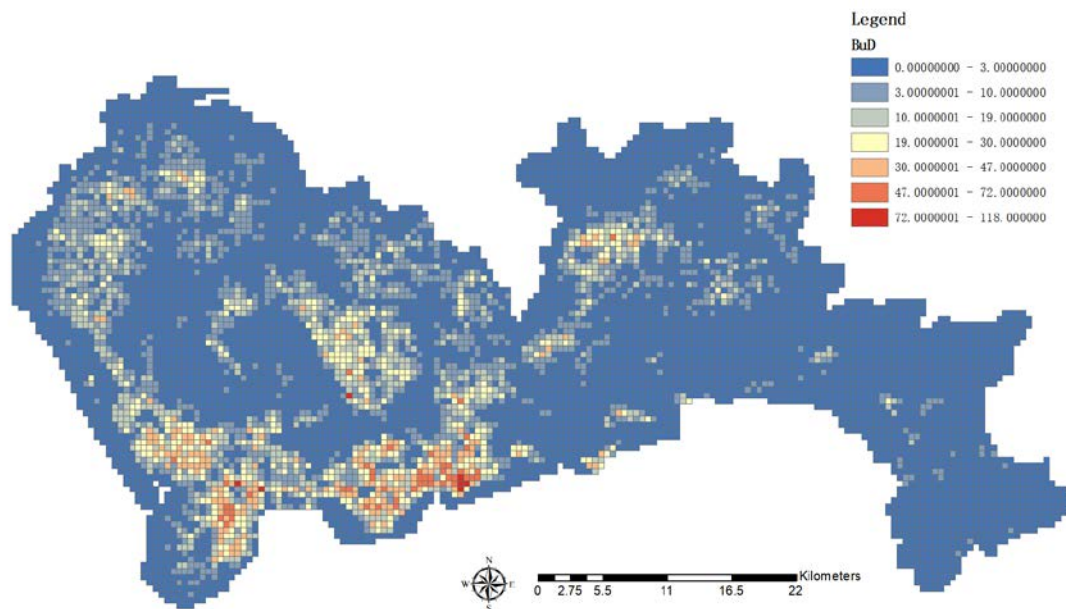 Legend
BuD
0.00000000 - 3.00000000
3.00000001 - 10.0000000
10.0000001 - 19.0000000
19.0000001 - 30.0000000
30.0000001 - 47.0000000
47.0000001 - 72.0000000
72.0000001 - 118.000000
N
W E
S
Kilometers
0 2.75 5.5 11 16.5 22